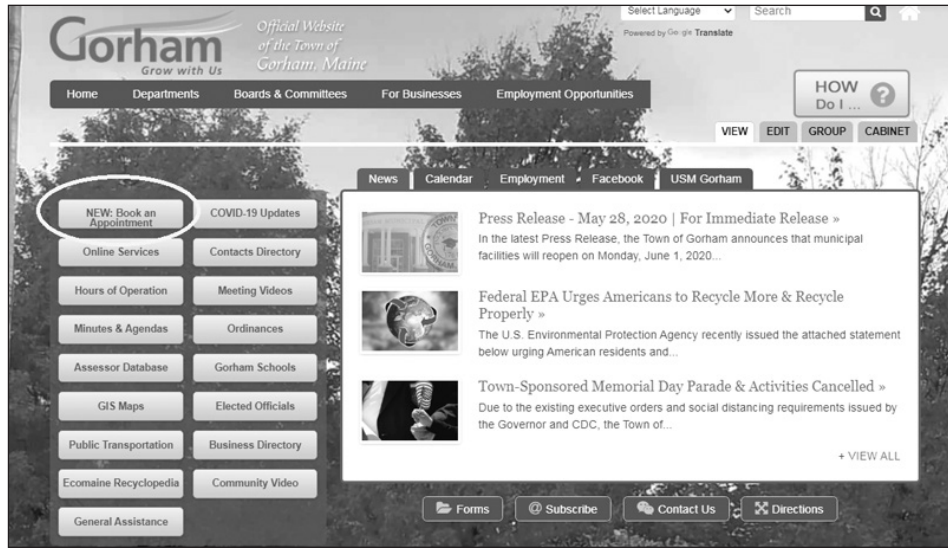 Gorham
Grow with Us
Official Website
of the Town of
Gorham, Maine
Select Language
Search
Powered by Google Translate
Home Departments Boards & Committees For Businesses Employment Opportunities
HOW
Do I ...
?
VIEW EDIT GROUP CABINET
News Calendar Employment Facebook USM Gorham
NEW: Book an
Appointment
COVID-19 Updates
Online Services
Contacts Directory
Hours of Operation
Meeting Videos
Minutes & Agendas
Ordinances
Assessor Database
Gorham Schools
GIS Maps
Elected Officials
Public Transportation
Business Directory
Ecomaine Recyclopedia
Community Video
General Assistance
Press Release - May 28, 2020 | For Immediate Release »
In the latest Press Release, the Town of Gorham announces that municipal
facilities will reopen on Monday, June 1, 2020...
Federal EPA Urges Americans to Recycle More & Recycle
Properly »
The U.S. Environmental Protection Agency recently issued the attached statement
below urging American residents and...
Town-Sponsored Memorial Day Parade & Activities Cancelled »
Due to the existing executive orders and social distancing requirements issued by
the Governor and CDC, the Town of...
+ VIEW ALL
Forms @ Subscribe Contact Us Directions